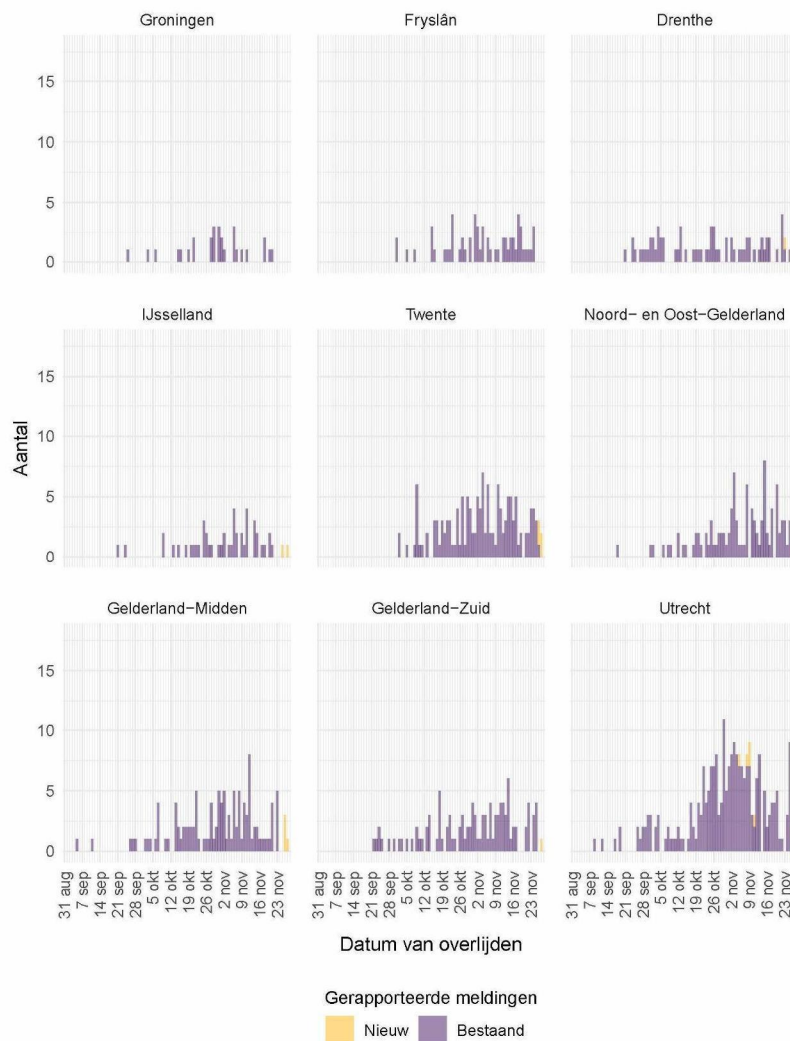 Groningen
Fryslân
Drenthe
15
10
5
0
IJsselland
Twente
Noord- en Oost-Gelderland
15
10
5
0
Gelderland-Midden
Gelderland-Zuid
Utrecht
15
10
5
0
Aantal
31 aug
7 sep
14 sep
21 sep
28 sep
5 okt
12 okt
19 okt
26 okt
2 nov
9 nov
16 nov
23 nov
31 aug
7 sep
14 sep
21 sep
28 sep
5 okt
12 okt
19 okt
26 okt
2 nov
9 nov
16 nov
23 nov
31 aug
7 sep
14 sep
21 sep
28 sep
5 okt
12 okt
19 okt
26 okt
2 nov
9 nov
16 nov
23 nov
Datum van overlijden
Gerapporteerde meldingen
Nieuw Bestaand